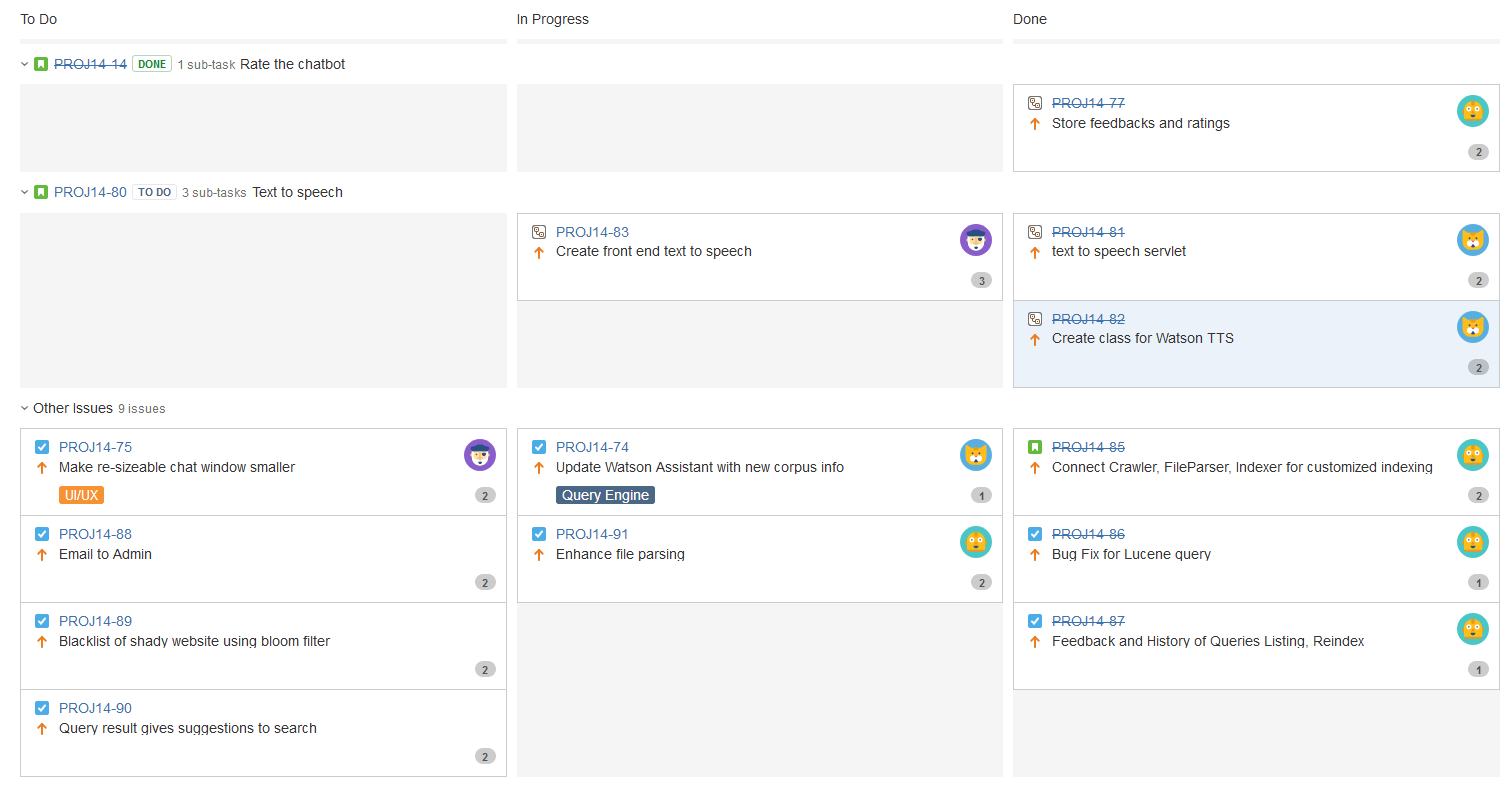 To Do
In Progress
Done
PROJ14-14 DONE 1 sub-task Rate the chatbot
PROJ14-77
Store feedbacks and ratings
2
PROJ14-80 TO DO 3 sub-tasks Text to speech
PROJ14-83
Create front end text to speech
3
PROJ14-81
text to speech servlet
2
PROJ14-82
Create class for Watson TTS
2
Other Issues 9 issues
PROJ14-75
Make re-sizeable chat window smaller
UI/UX
2
PROJ14-88
Email to Admin
2
PROJ14-89
Blacklist of shady website using bloom filter
2
PROJ14-90
Query result gives suggestions to search
2
PROJ14-74
Update Watson Assistant with new corpus info
Query Engine
1
PROJ14-91
Enhance file parsing
2
PROJ14-85
Connect Crawler, FileParser, Indexer for customized indexing
2
PROJ14-86
Bug Fix for Lucene query
1
PROJ14-87
Feedback and History of Queries Listing, Reindex
1